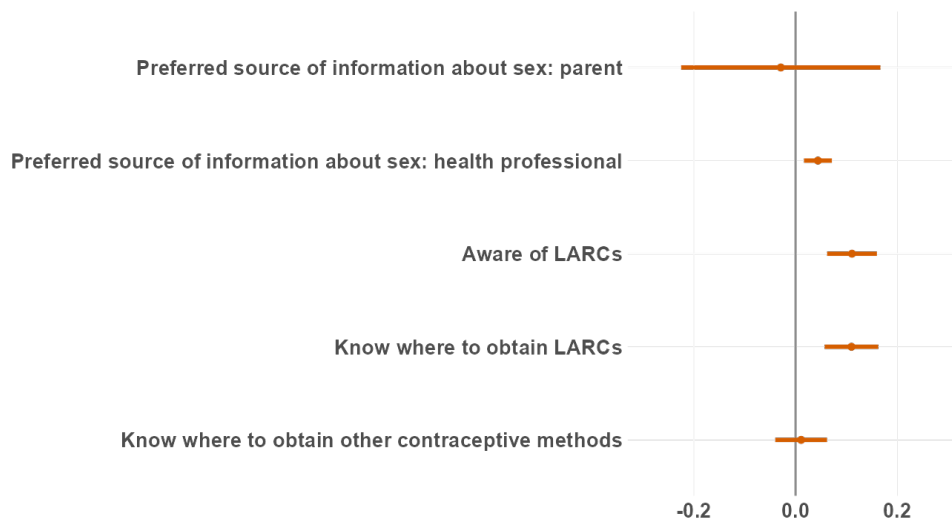 Preferred source of information about sex: parent
Preferred source of information about sex: health professional
Aware of LARCs
Know where to obtain LARCs
Know where to obtain other contraceptive methods
-0.2 0.0 0.2